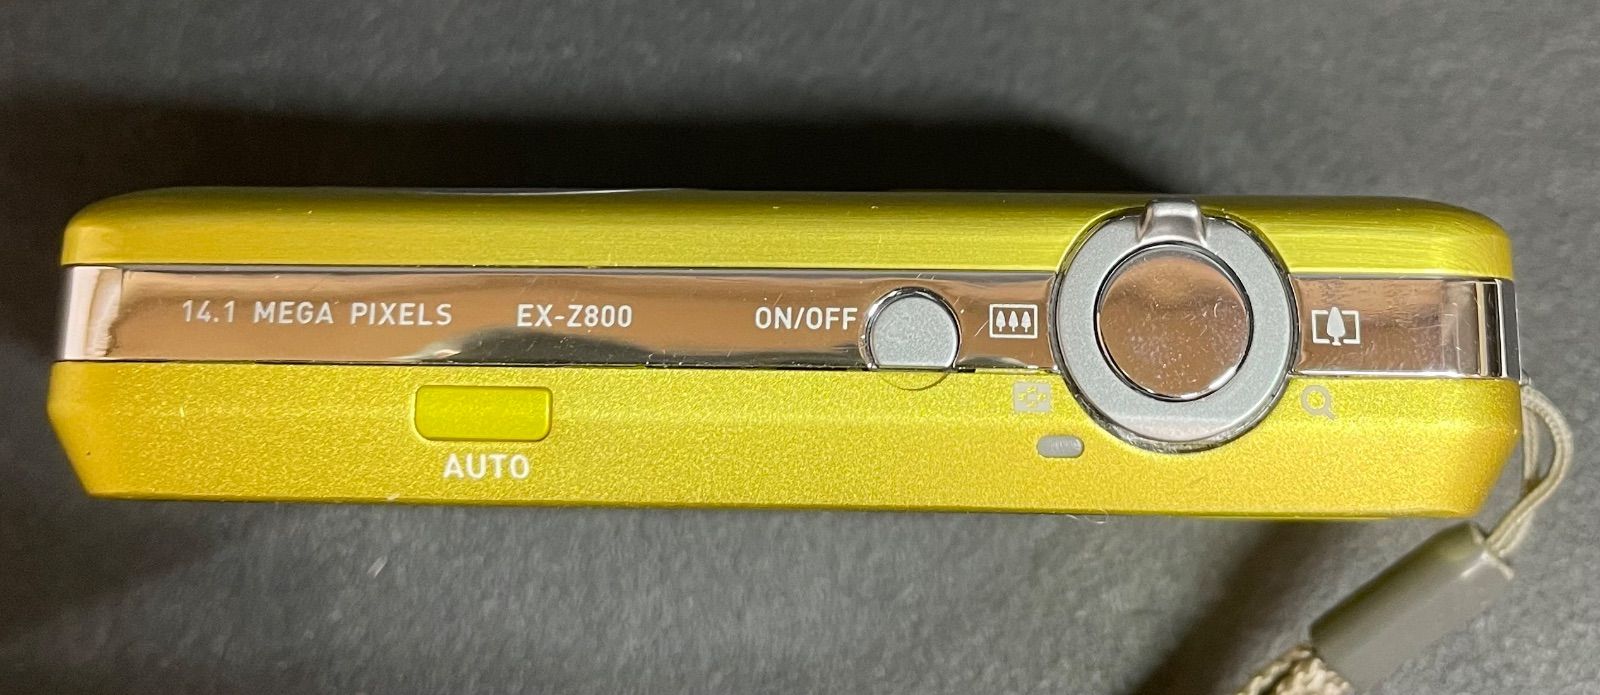 14.1 MEGA PIXELS EX-Z800 ON/OFF
AUTO